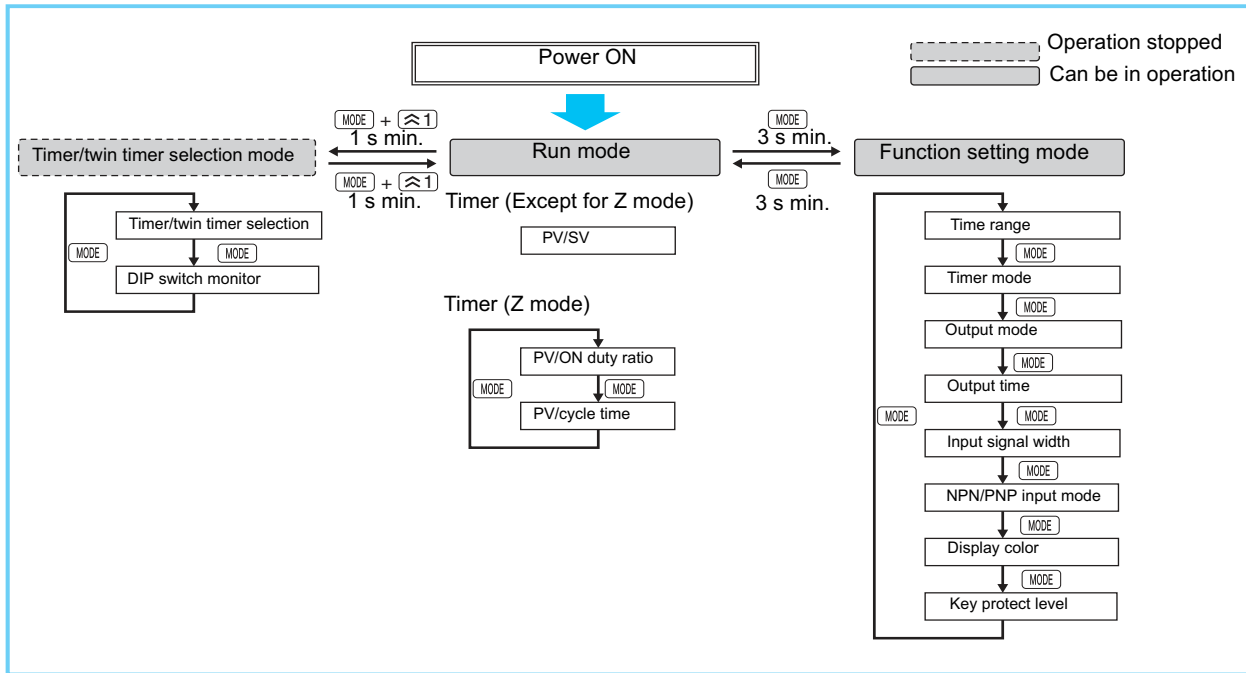 Power ON
Operation stopped
Can be in operation
MODE + 1
1 s min.
MODE
3 s min.
Timer/twin timer selection mode
Run mode
Function setting mode
MODE + 1
1 s min.
MODE
3 s min.
Timer/twin timer selection
MODE
MODE
DIP switch monitor
Timer (Except for Z mode)
PV/SV
Timer (Z mode)
PV/ON duty ratio
MODE
MODE
PV/cycle time
Time range
MODE
Timer mode
MODE
Output mode
MODE
Output time
MODE
MODE
Input signal width
MODE
NPN/PNP input mode
MODE
Display color
MODE
Key protect level